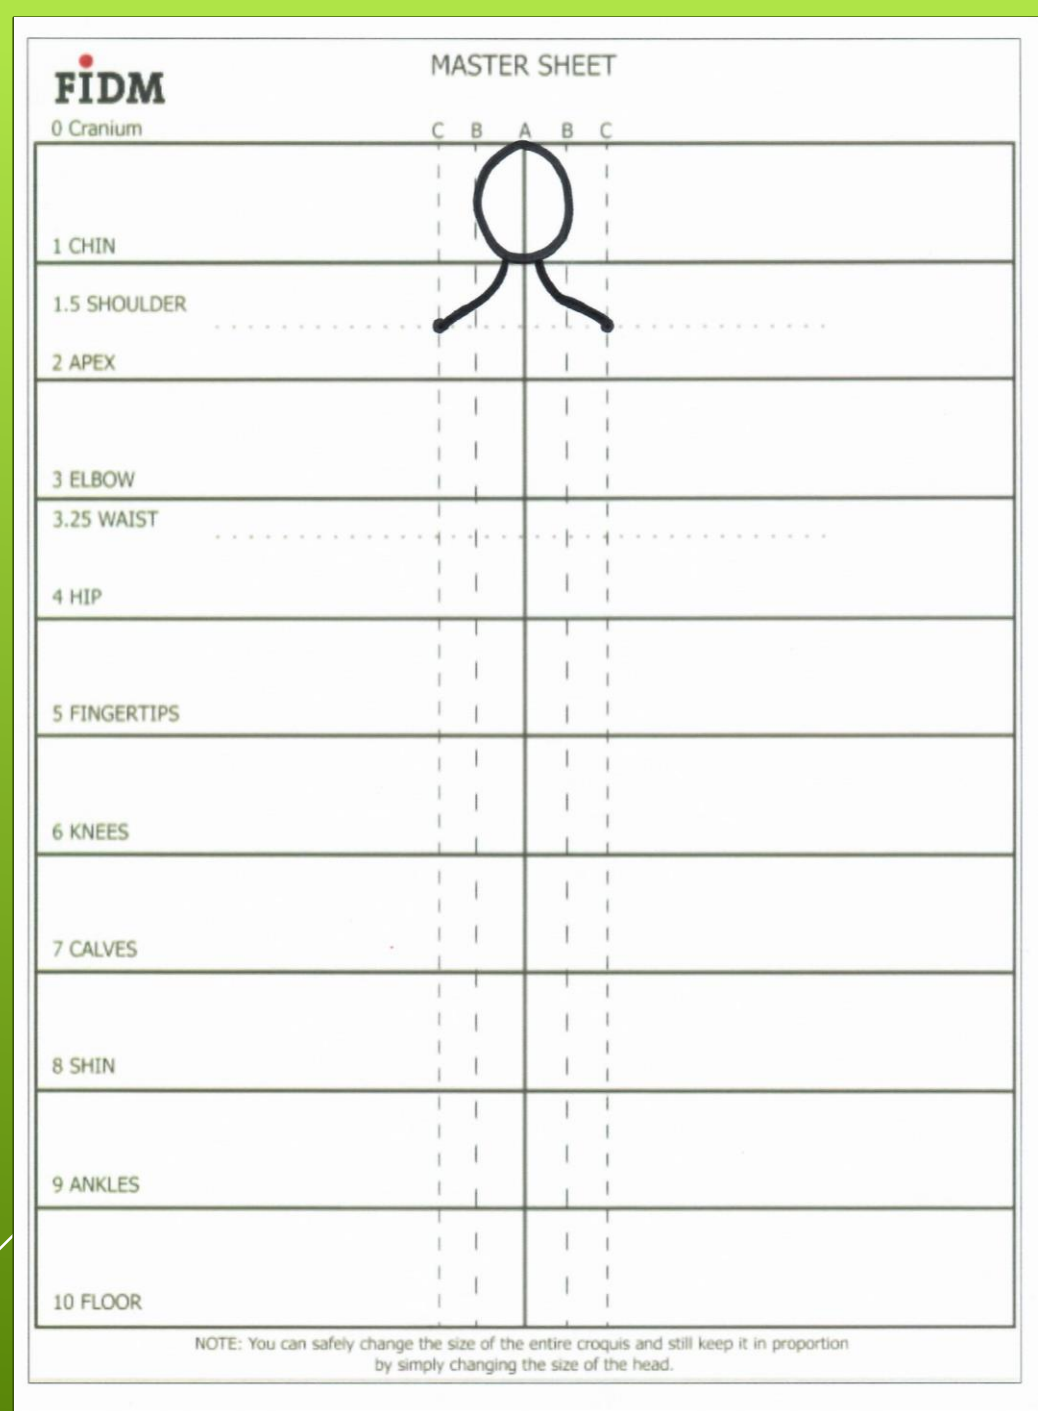 FIDM
MASTER SHEET
0 Cranium
C B A B C
1 CHIN
1.5 SHOULDER
2 APEX
3 ELBOW
3.25 WAIST
4 HIP
5 FINGERTIPS
6 KNEES
7 CALVES
8 SHIN
9 ANKLES
10 FLOOR
NOTE: You can safely change the size of the entire croquis and still keep it in proportion
by simply changing the size of the head.